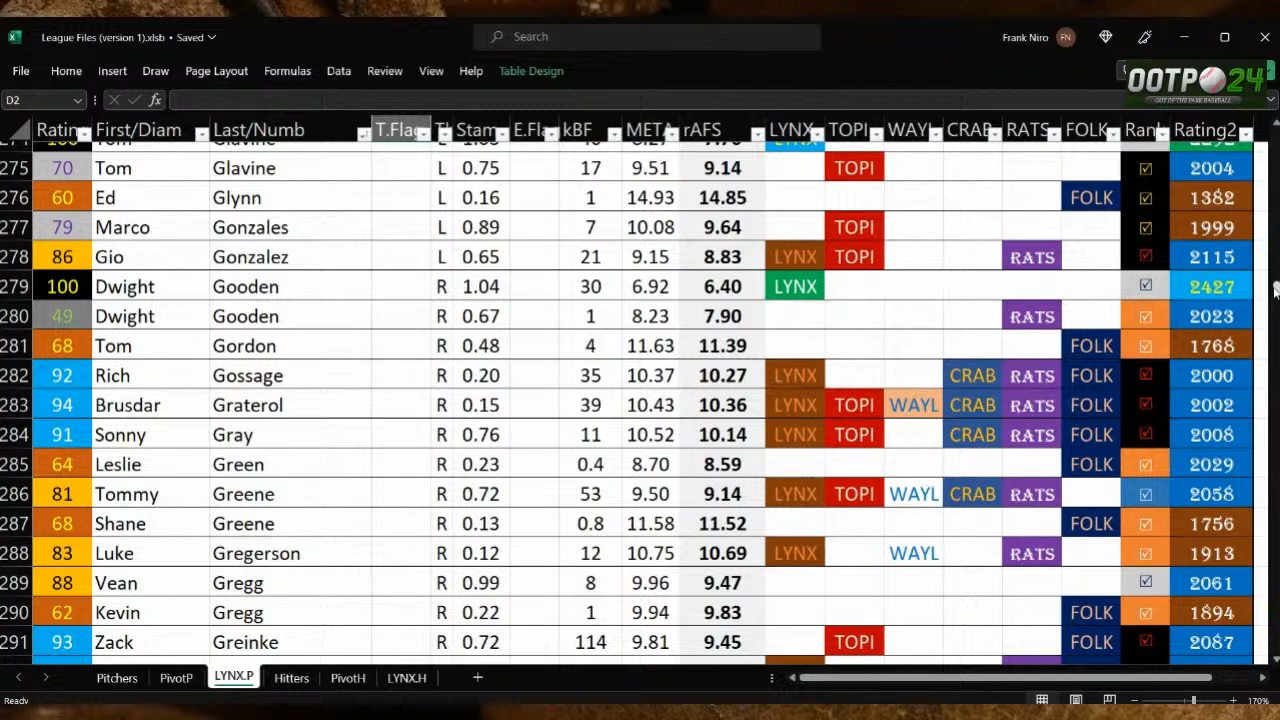 League Files (version 1).xlsb • Saved
Search
Frank Niro FN
File Home Insert Draw Page Layout Formulas Data Review View Help Table Design
OOTP 24
OUT OF THE PARK BASEBALL
D2 fx
Ratin First/Diam Last/Numb T.Flag Stam E.Fla kBF META rAFS LYNX TOPI WAYL CRAB RATS FOLK Ranl Rating2
275 70 Tom Glavine L 0.75 17 9.51 9.14 TOPI 2004
276 60 Ed Glynn L 0.16 1 14.93 14.85 FOLK 1382
277 79 Marco Gonzales L 0.89 7 10.08 9.64 TOPI 1999
278 86 Gio Gonzalez L 0.65 21 9.15 8.83 LYNX TOPI RATS 2115
279 100 Dwight Gooden R 1.04 30 6.92 6.40 LYNX 2427
280 49 Dwight Gooden R 0.67 1 8.23 7.90 RATS 2023
281 68 Tom Gordon R 0.48 4 11.63 11.39 FOLK 1768
282 92 Rich Gossage R 0.20 35 10.37 10.27 LYNX CRAB RATS FOLK 2000
283 94 Brusdar Graterol R 0.15 39 10.43 10.36 LYNX TOPI WAYL CRAB RATS FOLK 2002
284 91 Sonny Gray R 0.76 11 10.52 10.14 LYNX TOPI CRAB RATS FOLK 2008
285 64 Leslie Green R 0.23 0.4 8.70 8.59 FOLK 2029
286 81 Tommy Greene R 0.72 53 9.50 9.14 LYNX TOPI WAYL CRAB RATS 2058
287 68 Shane Greene R 0.13 0.8 11.58 11.52 FOLK 1756
288 83 Luke Gregerson R 0.12 12 10.75 10.69 LYNX WAYL RATS 1913
289 88 Vean Gregg R 0.99 8 9.96 9.47 2061
290 62 Kevin Gregg R 0.22 1 9.94 9.83 FOLK 1894
291 93 Zack Greinke R 0.72 114 9.81 9.45 TOPI FOLK 2087
Pitchers PivotP LYNX.P Hitters PivotH LYNX.H
Ready 170%